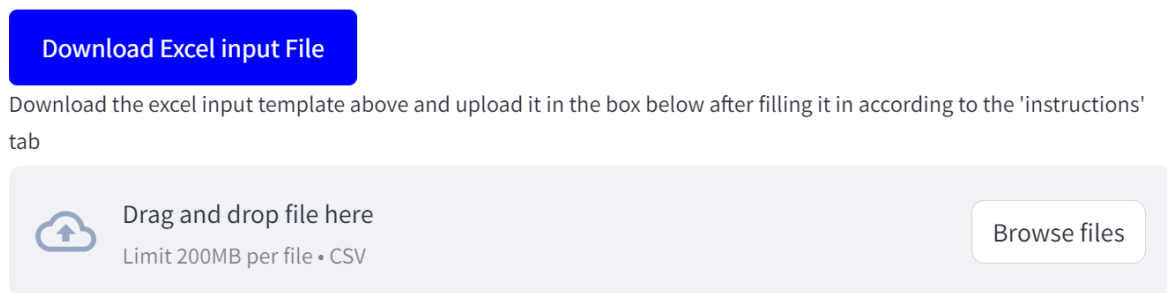 Download Excel input File
Download the excel input template above and upload it in the box below after filling it in according to the 'instructions'
tab
Drag and drop file here
Limit 200MB per file • CSV
Browse files